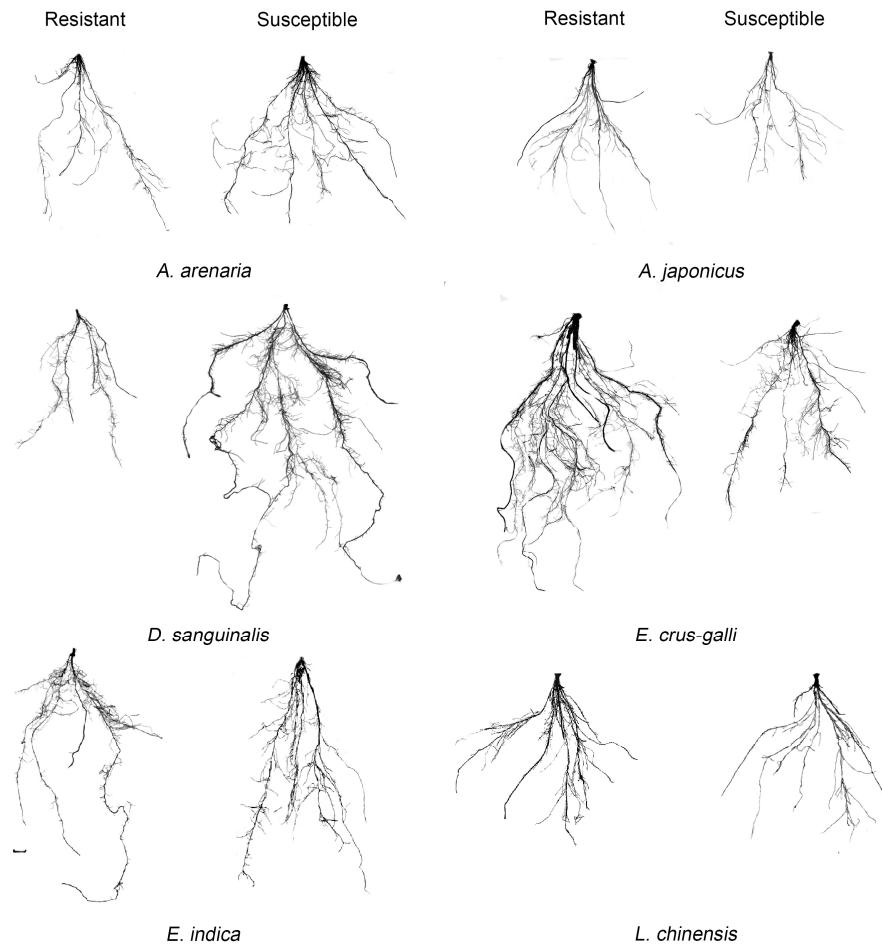 Resistant Susceptible Resistant Susceptible
A. arenaria A. japonicus
D. sanguinalis E. crus-galli
E. indica L. chinensis